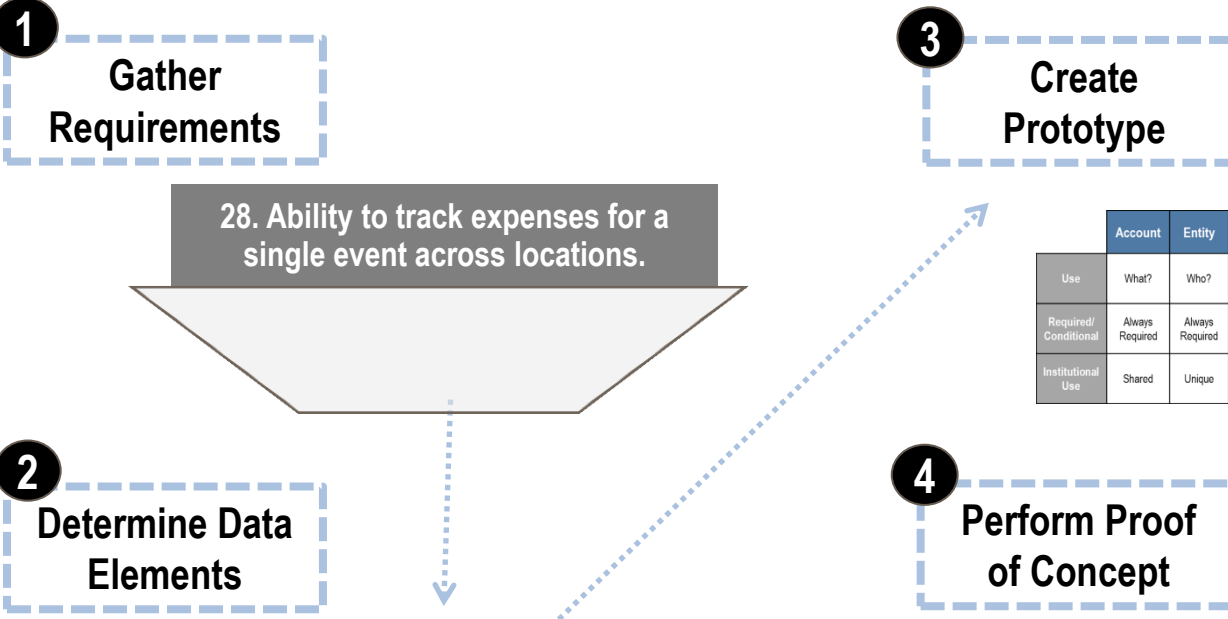 1
Gather
Requirements
28. Ability to track expenses for a
single event across locations.
2
Determine Data
Elements
3
Create
Prototype
Account Entity
Use What? Who?
Required/
Conditional
Always
Required
Always
Required
Institutional
Use
Shared Unique
4
Perform Proof
of Concept